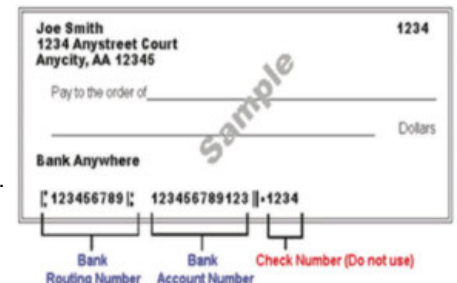 Joe Smith 1234
1234 Anystreet Court
Anycity, AA 12345
Pay to the order of
Sample
Dollars
Bank Anywhere
123456789 123456789123 1234
Bank Routing Number
Bank Account Number
Check Number (Do not use)